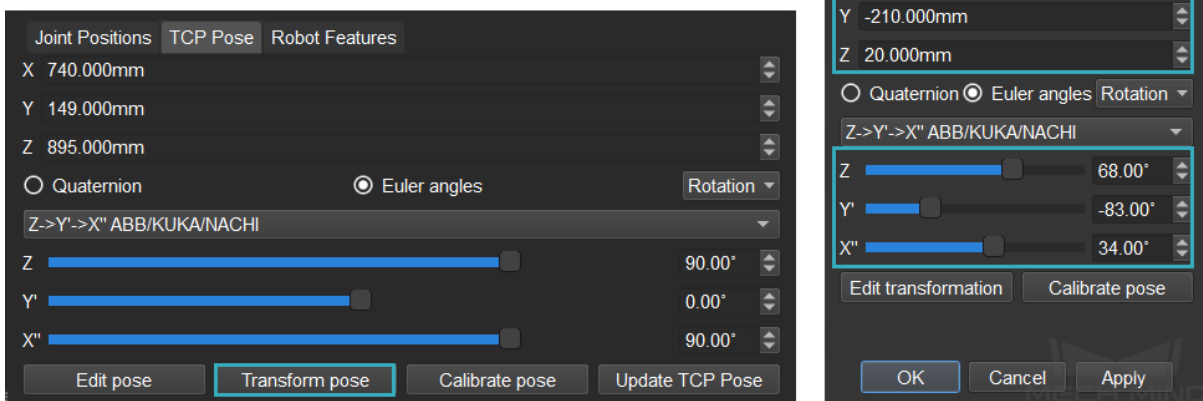 Joint Positions TCP Pose Robot Features
X 740.000mm
Y 149.000mm
Z 895.000mm
Quaternion Euler angles Rotation
Z->Y'->X'' ABB/KUKA/NACHI
Z 90.00°
Y' 0.00°
X'' 90.00°
Edit pose Transform pose Calibrate pose Update TCP Pose
Y -210.000mm
Z 20.000mm
Quaternion Euler angles Rotation
Z->Y'->X'' ABB/KUKA/NACHI
Z 68.00°
Y' -83.00°
X'' 34.00°
Edit transformation Calibrate pose
OK Cancel Apply